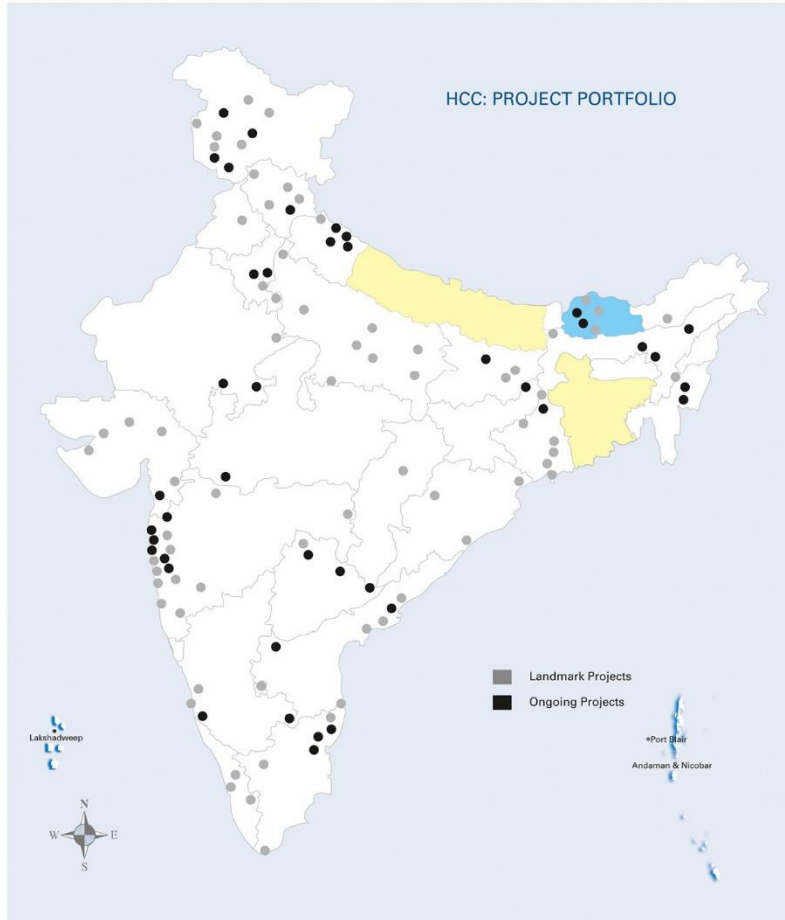 HCC: PROJECT PORTFOLIO
Landmark Projects
Ongoing Projects
Lakshadweep
Port Blair
Andaman & Nicobar
N
W E
S